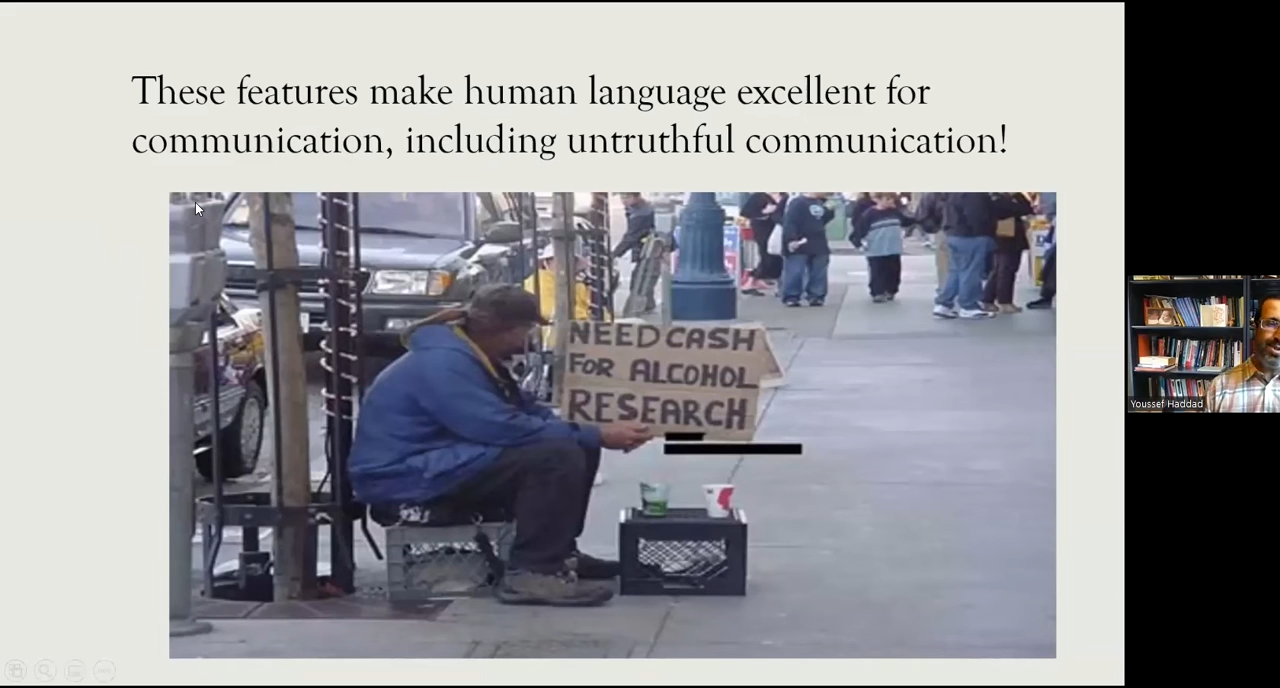 These features make human language excellent for
communication, including untruthful communication!
NEED CASH
FOR ALCOHOL
RESEARCH
Youssef Haddad